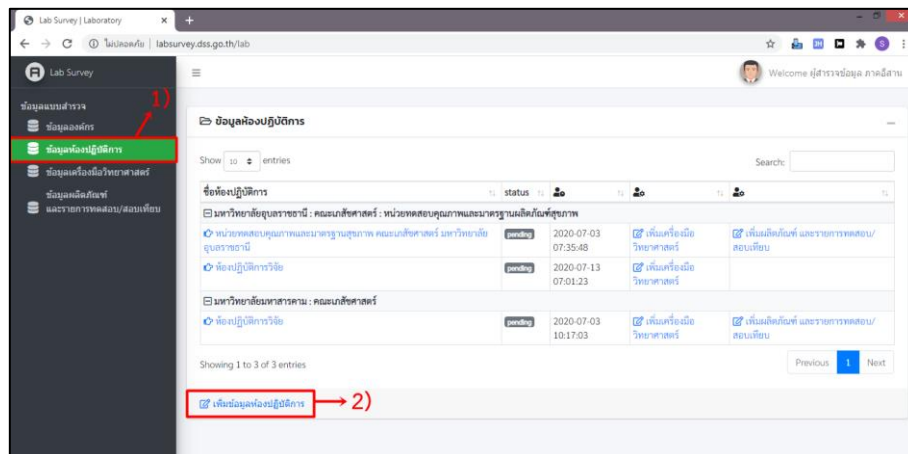 Lab Survey | Laboratory
ไม่ปลอดภัย | labsurvey.dss.go.th/lab
Lab Survey
Welcome ผู้สำรวจข้อมูล ภาคอีสาน
ข้อมูลแบบสำรวจ
1)
ข้อมูลองค์กร
ข้อมูลห้องปฏิบัติการ
ข้อมูลเครื่องมือวิทยาศาสตร์
ข้อมูลผลิตภัณฑ์
และรายการทดสอบ/สอบเทียบ
ข้อมูลห้องปฏิบัติการ
Show 10 entries
Search:
ชื่อห้องปฏิบัติการ status
มหาวิทยาลัยอุบลราชธานี : คณะเภสัชศาสตร์ : หน่วยทดสอบคุณภาพและมาตรฐานผลิตภัณฑ์สุขภาพ
หน่วยทดสอบคุณภาพและมาตรฐานสุขภาพ คณะเภสัชศาสตร์ มหาวิทยาลัย pending 2020-07-03 เพิ่มเครื่องมือ เพิ่มผลิตภัณฑ์ และรายการทดสอบ/
อุบลราชธานี 07:35:48 วิทยาศาสตร์ สอบเทียบ
ห้องปฏิบัติการวิจัย pending 2020-07-13 เพิ่มเครื่องมือ
07:01:23 วิทยาศาสตร์
มหาวิทยาลัยมหาสารคาม : คณะเภสัชศาสตร์
ห้องปฏิบัติการวิจัย pending 2020-07-03 เพิ่มเครื่องมือ เพิ่มผลิตภัณฑ์ และรายการทดสอบ/
10:17:03 วิทยาศาสตร์ สอบเทียบ
Showing 1 to 3 of 3 entries
Previous 1 Next
เพิ่มข้อมูลห้องปฏิบัติการ 2)